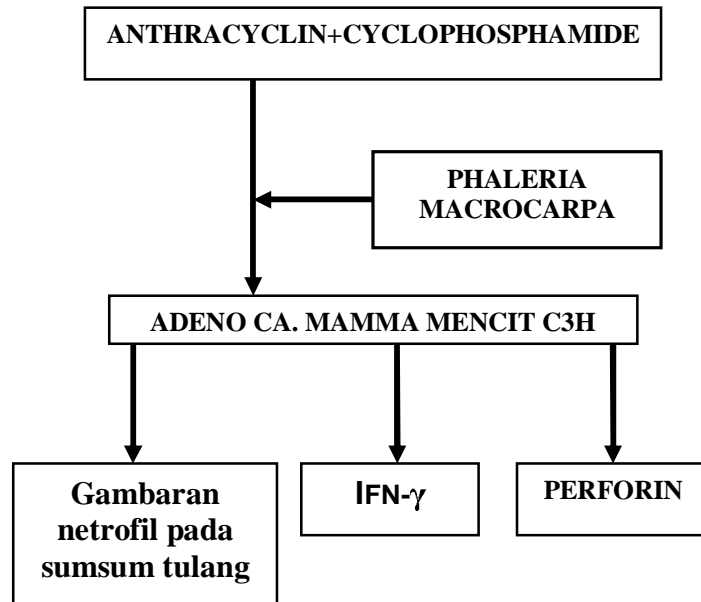 ANTHRACYCLIN+CYCLOPHOSPHAMIDE
PHALERIA
MACROCARPA
ADENO CA. MAMMA MENCIT C3H
Gambaran
netrofil pada
sumsum tulang
IFN-γ
PERFORIN